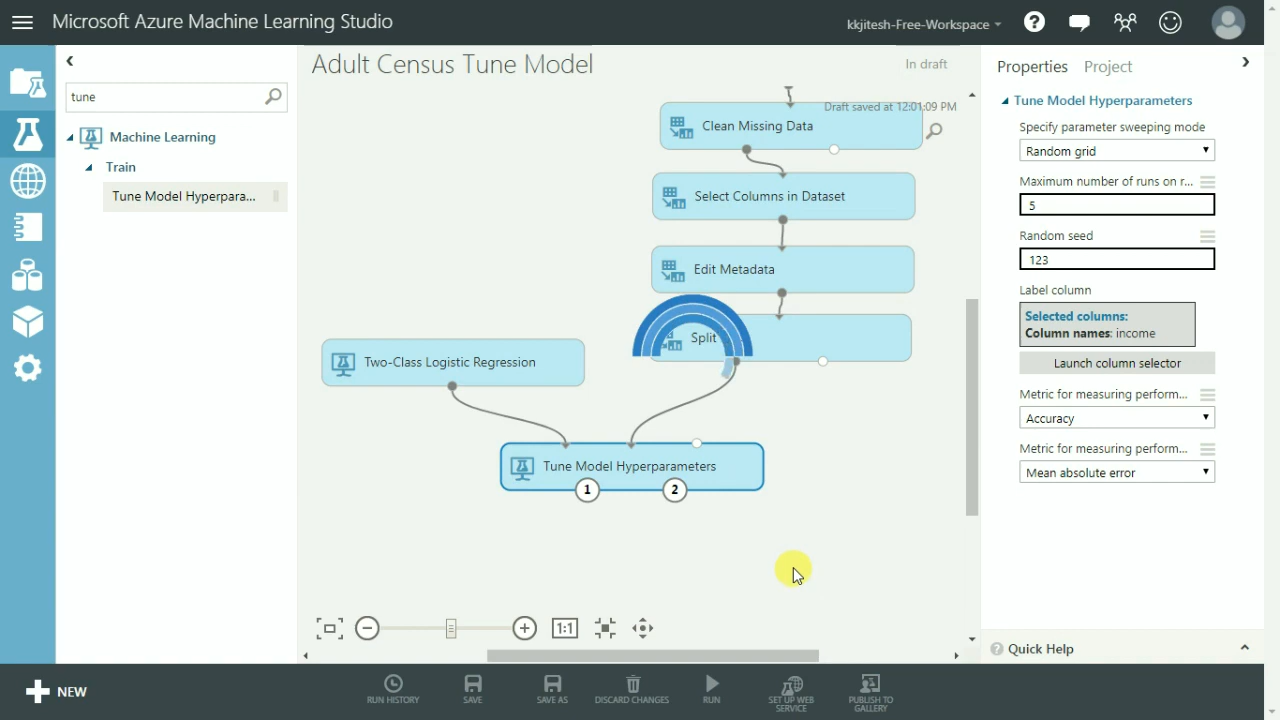 Microsoft Azure Machine Learning Studio
kkjitesh-Free-Workspace
tune
Machine Learning
Train
Tune Model Hyperpara...
Adult Census Tune Model
In draft
Draft saved at 12:01:09 PM
Clean Missing Data
Select Columns in Dataset
Edit Metadata
Split
Two-Class Logistic Regression
Tune Model Hyperparameters
1
2
1:1
Properties
Project
Tune Model Hyperparameters
Specify parameter sweeping mode
Random grid
Maximum number of runs on r...
5
Random seed
123
Label column
Selected columns:
Column names: income
Launch column selector
Metric for measuring perform...
Accuracy
Metric for measuring perform...
Mean absolute error
Quick Help
NEW
RUN HISTORY
SAVE
SAVE AS
DISCARD CHANGES
RUN
SET UP WEB
SERVICE
PUBLISH TO
GALLERY